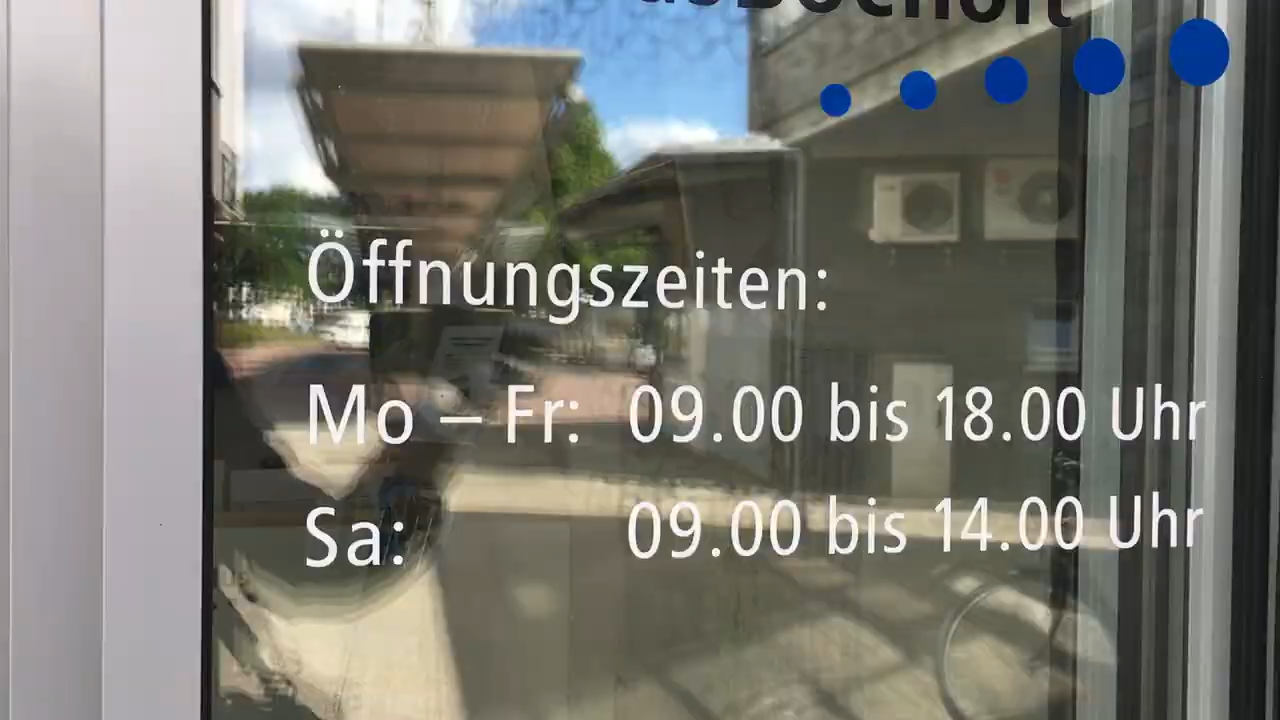 Öffnungszeiten:
Mo – Fr: 09.00 bis 18.00 Uhr
Sa: 09.00 bis 14.00 Uhr